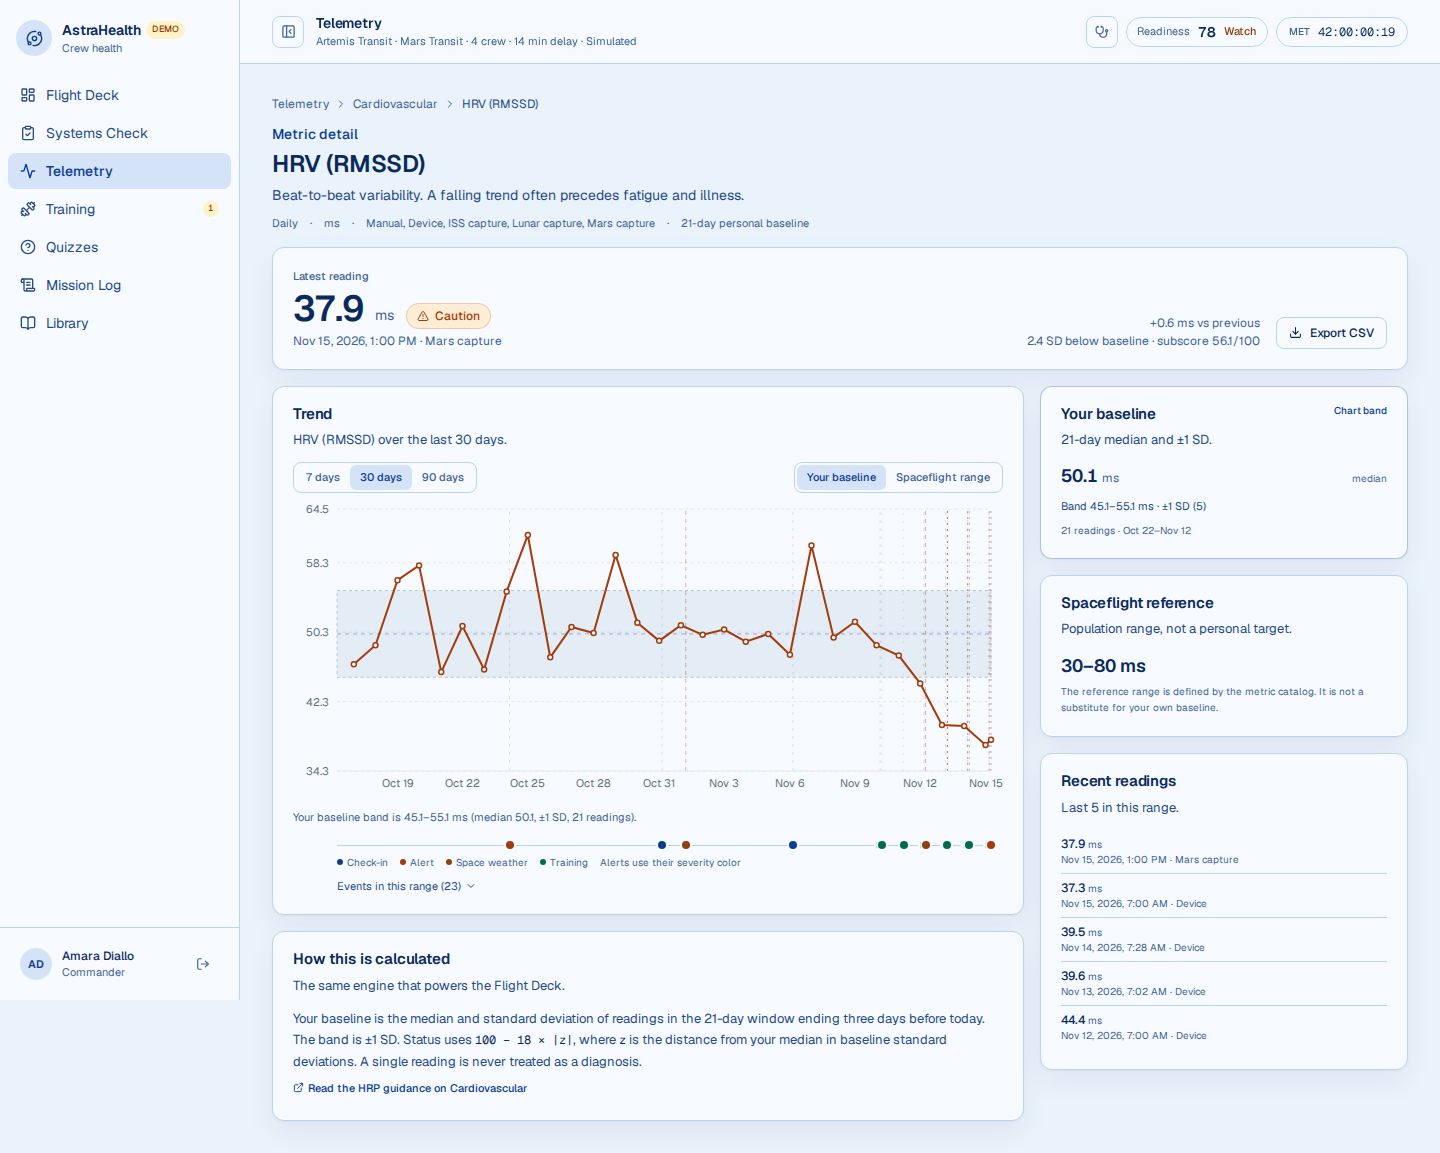 AstraHealth DEMO
Crew health
Flight Deck
Systems Check
Telemetry
Training 1
Quizzes
Mission Log
Library
AD
Amara Diallo
Commander
Telemetry
Artemis Transit · Mars Transit · 4 crew · 14 min delay · Simulated
Readiness 78 Watch
MET 42:00:00:19
Telemetry > Cardiovascular > HRV (RMSSD)
Metric detail
HRV (RMSSD)
Beat-to-beat variability. A falling trend often precedes fatigue and illness.
Daily · ms · Manual, Device, ISS capture, Lunar capture, Mars capture · 21-day personal baseline
Latest reading
37.9 ms Caution
Nov 15, 2026, 1:00 PM · Mars capture
+0.6 ms vs previous
2.4 SD below baseline · subscore 56.1/100
Export CSV
Trend
HRV (RMSSD) over the last 30 days.
7 days 30 days 90 days
Your baseline Spaceflight range
64.5
58.3
50.3
42.3
34.3
Oct 19 Oct 22 Oct 25 Oct 28 Oct 31 Nov 3 Nov 6 Nov 9 Nov 12 Nov 15
Your baseline band is 45.1–55.1 ms (median 50.1, ±1 SD, 21 readings).
Check-in Alert Space weather Training Alerts use their severity color
Events in this range (23)
How this is calculated
The same engine that powers the Flight Deck.
Your baseline is the median and standard deviation of readings in the 21-day window ending three days before today.
The band is ±1 SD. Status uses 100 − 18 × |z|, where z is the distance from your median in baseline standard
deviations. A single reading is never treated as a diagnosis.
Read the HRP guidance on Cardiovascular
Your baseline Chart band
21-day median and ±1 SD.
50.1 ms median
Band 45.1–55.1 ms · ±1 SD (5)
21 readings · Oct 22–Nov 12
Spaceflight reference
Population range, not a personal target.
30–80 ms
The reference range is defined by the metric catalog. It is not a
substitute for your own baseline.
Recent readings
Last 5 in this range.
37.9 ms
Nov 15, 2026, 1:00 PM · Mars capture
37.3 ms
Nov 15, 2026, 7:00 AM · Device
39.5 ms
Nov 14, 2026, 7:28 AM · Device
39.6 ms
Nov 13, 2026, 7:02 AM · Device
44.4 ms
Nov 12, 2026, 7:00 AM · Device